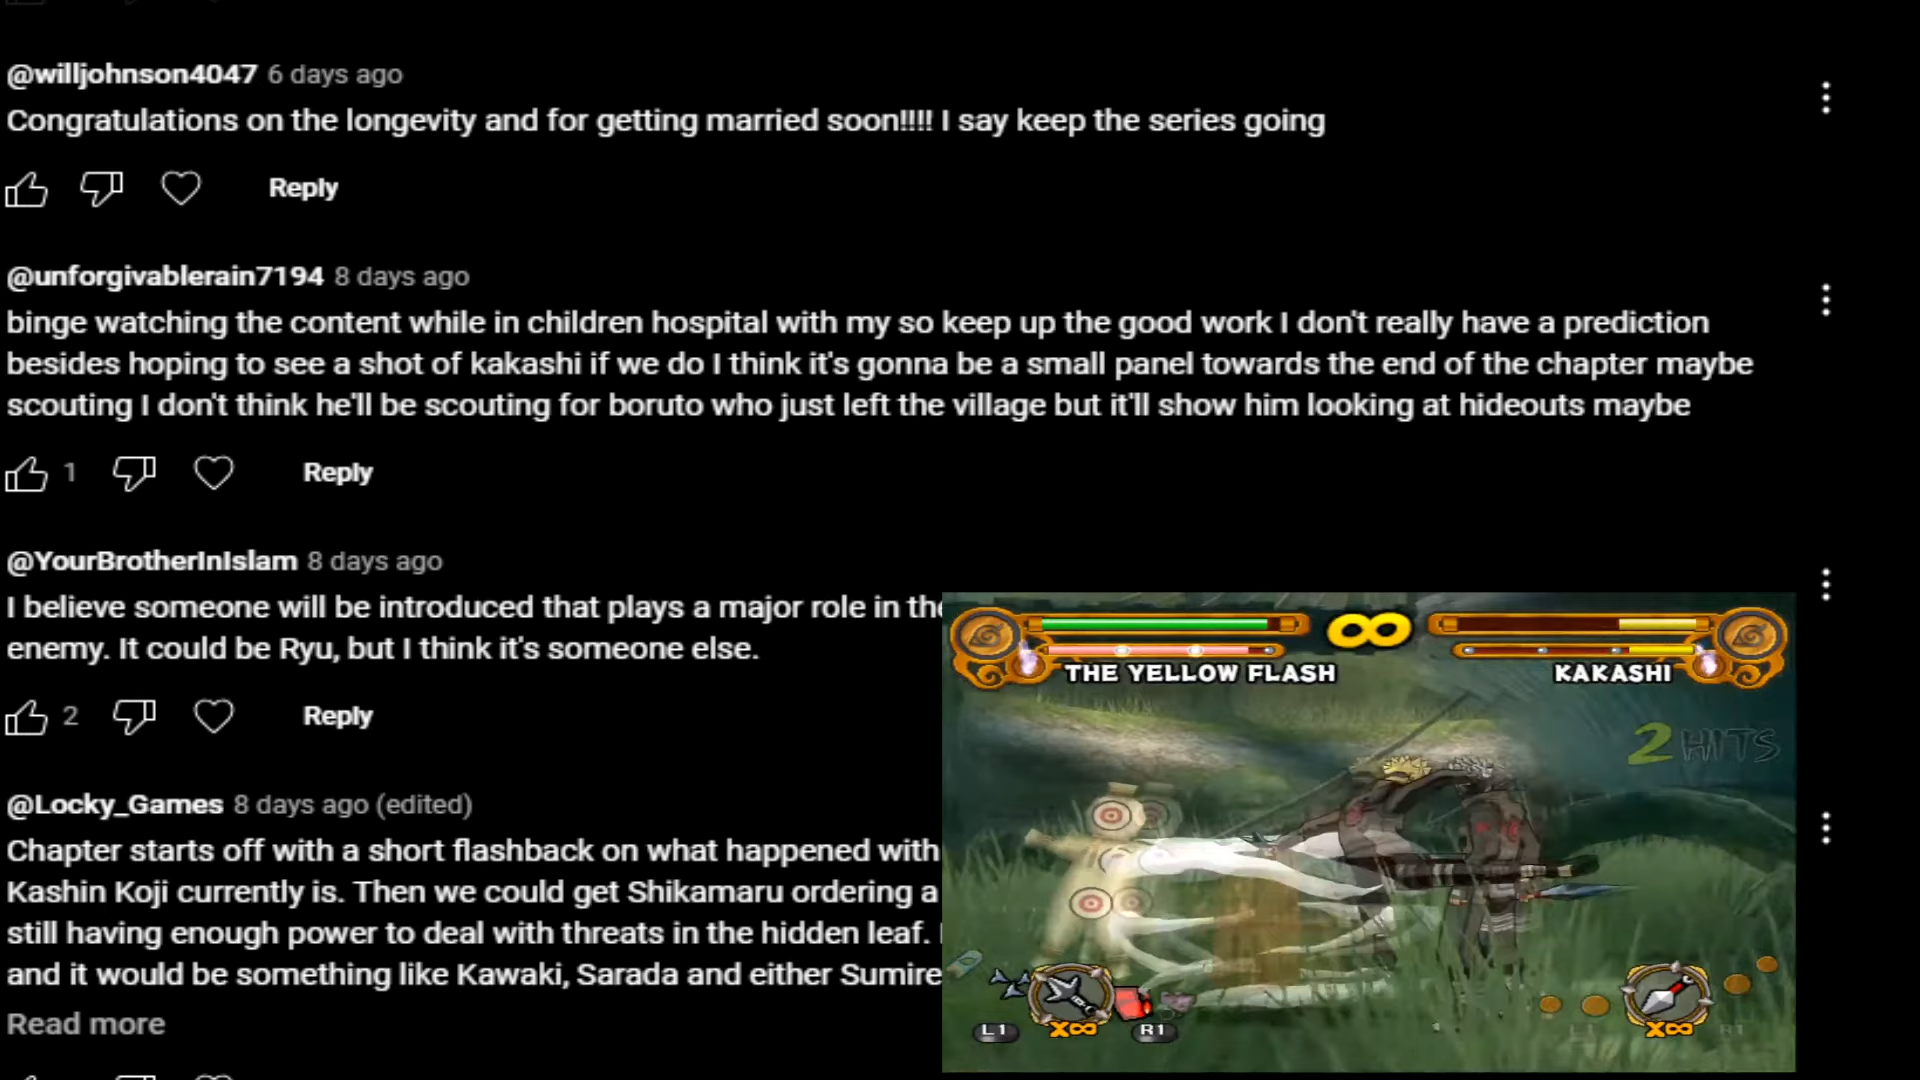 @willjohnson4047 6 days ago
Congratulations on the longevity and for getting married soon!!!! I say keep the series going
Reply
@unforgivablerain7194 8 days ago
binge watching the content while in children hospital with my so keep up the good work I don't really have a prediction
besides hoping to see a shot of kakashi if we do I think it's gonna be a small panel towards the end of the chapter maybe
scouting I don't think he'll be scouting for boruto who just left the village but it'll show him looking at hideouts maybe
1 Reply
@YourBrotherInIslam 8 days ago
I believe someone will be introduced that plays a major role in the
enemy. It could be Ryu, but I think it's someone else.
2 Reply
@Locky_Games 8 days ago (edited)
Chapter starts off with a short flashback on what happened with
Kashin Koji currently is. Then we could get Shikamaru ordering a
still having enough power to deal with threats in the hidden leaf.
and it would be something like Kawaki, Sarada and either Sumire
Read more
THE YELLOW FLASH KAKASHI
2 HITS
L1 X∞ R1
L1 X∞ R1